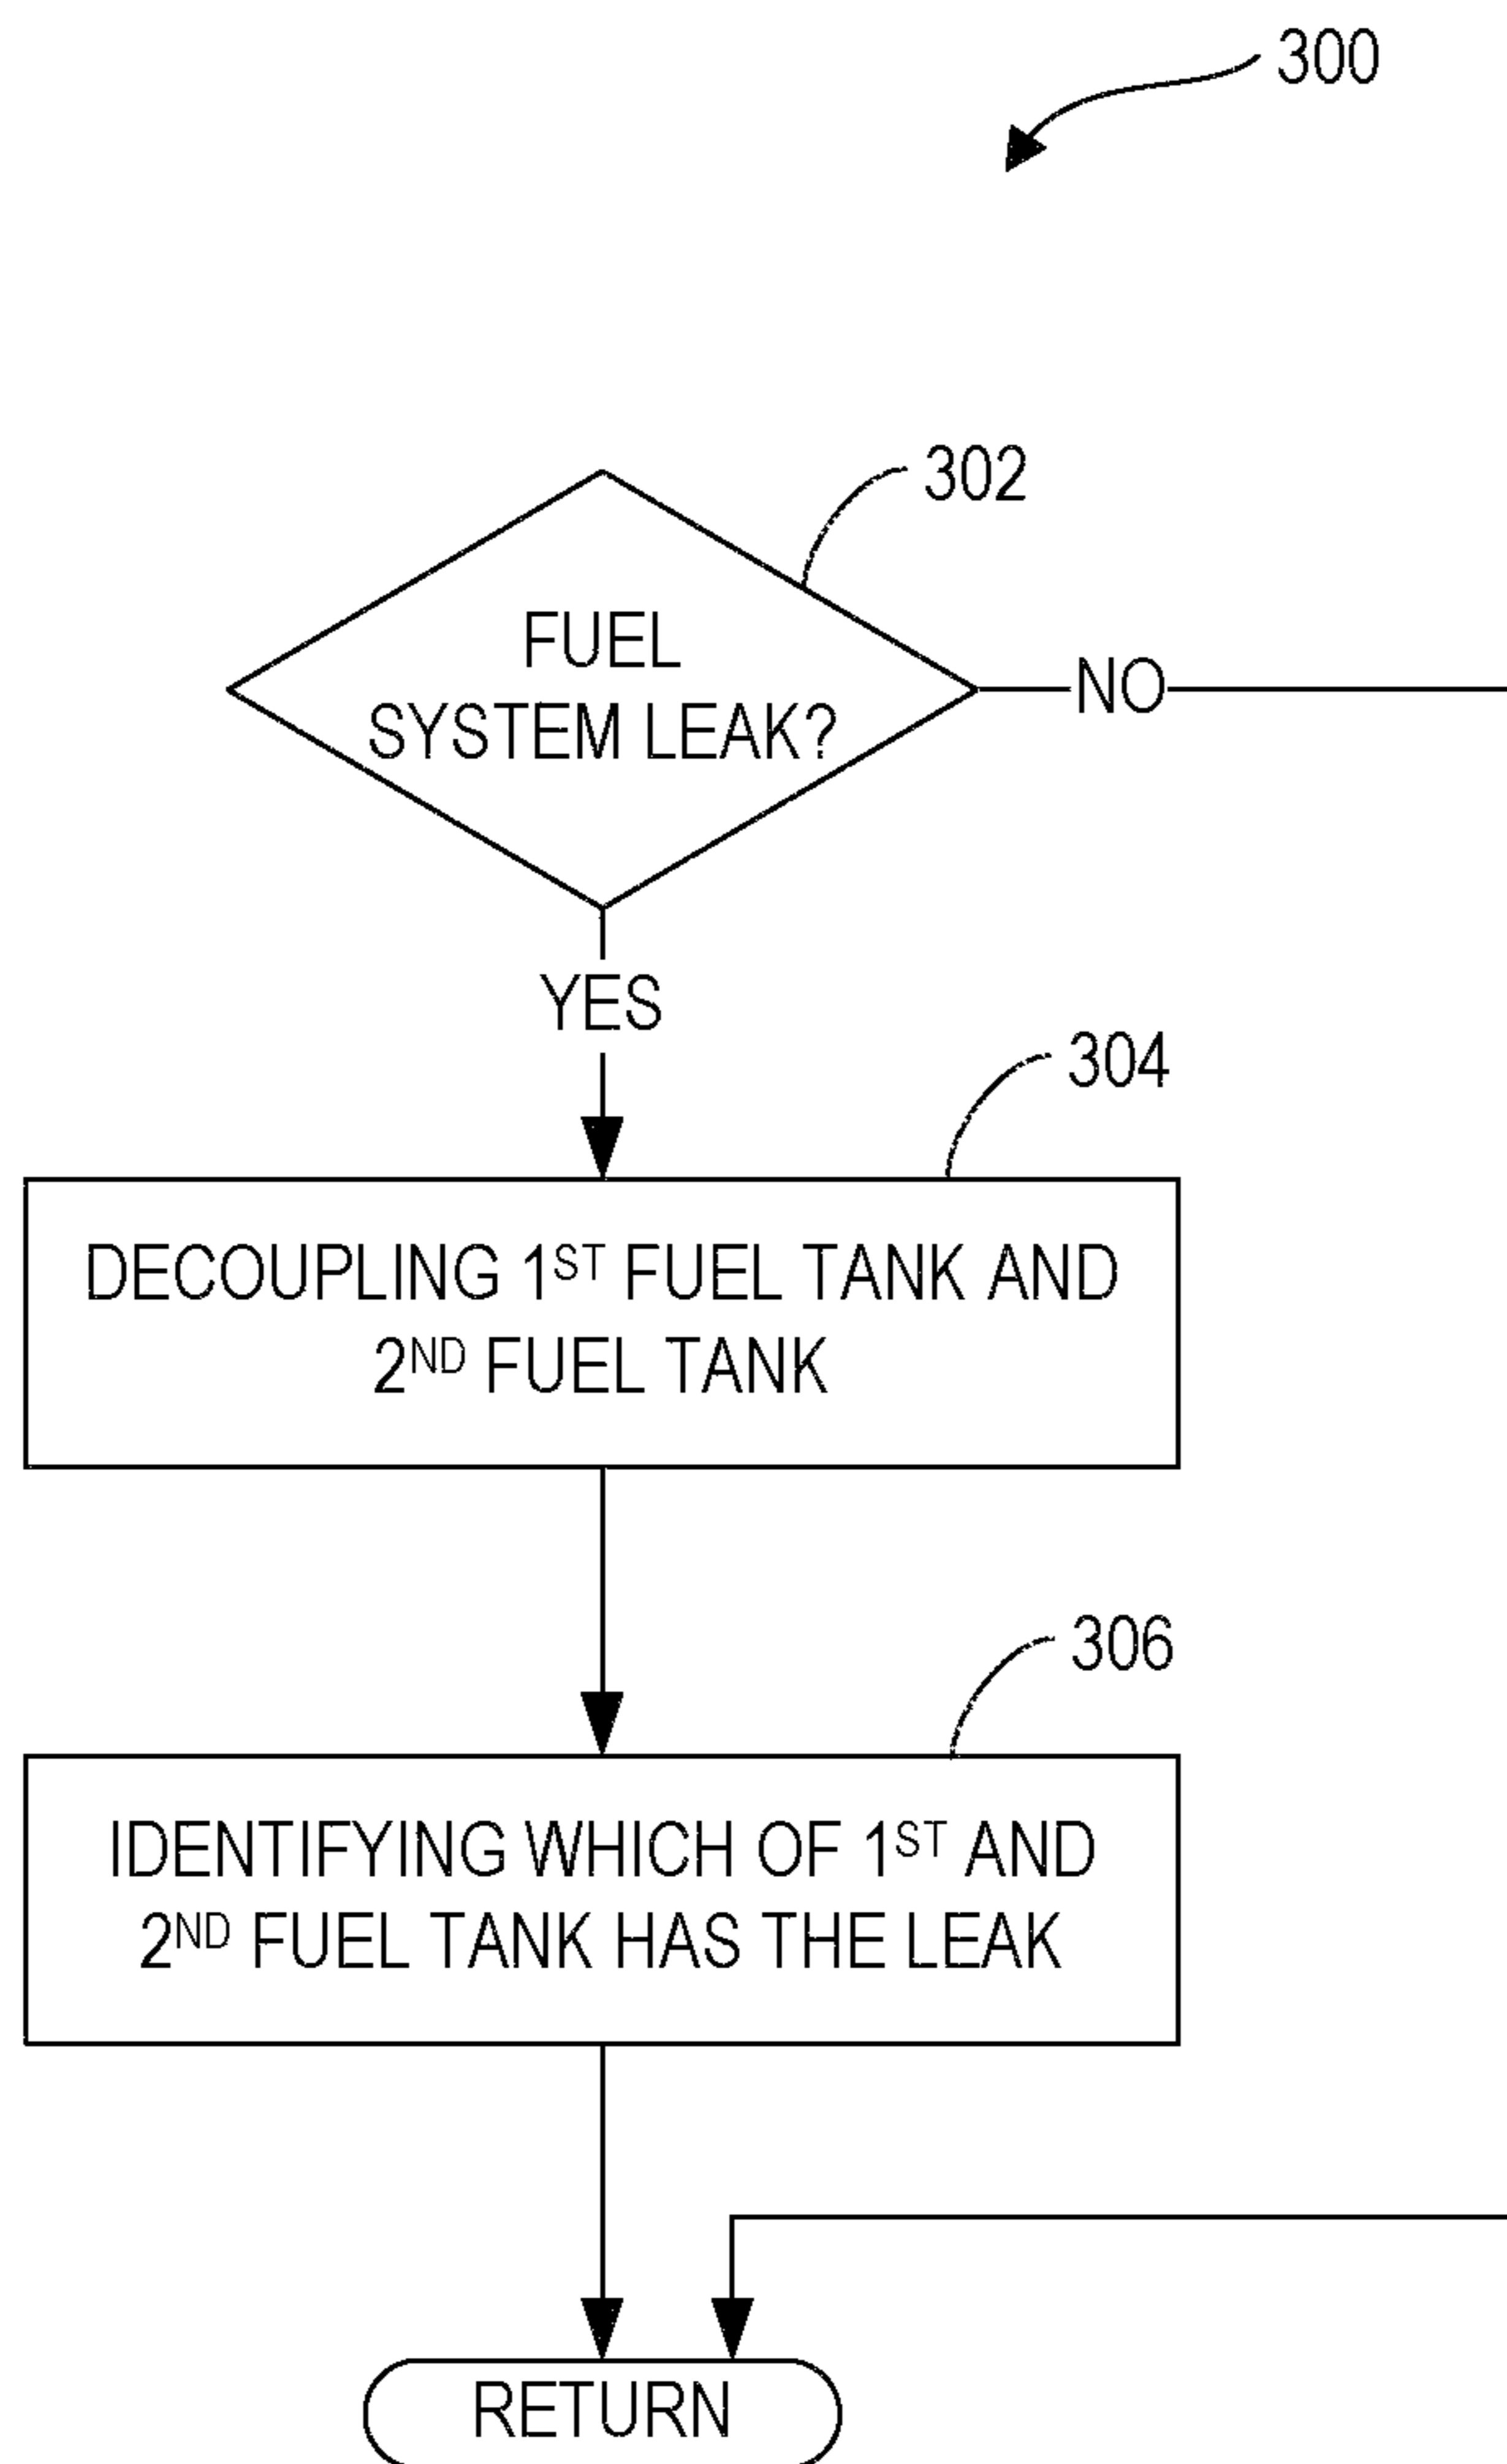 300
302
FUEL
SYSTEM LEAK?
NO
YES
304
DECOUPLING 1ST FUEL TANK AND
2ND FUEL TANK
306
IDENTIFYING WHICH OF 1ST AND
2ND FUEL TANK HAS THE LEAK
RETURN